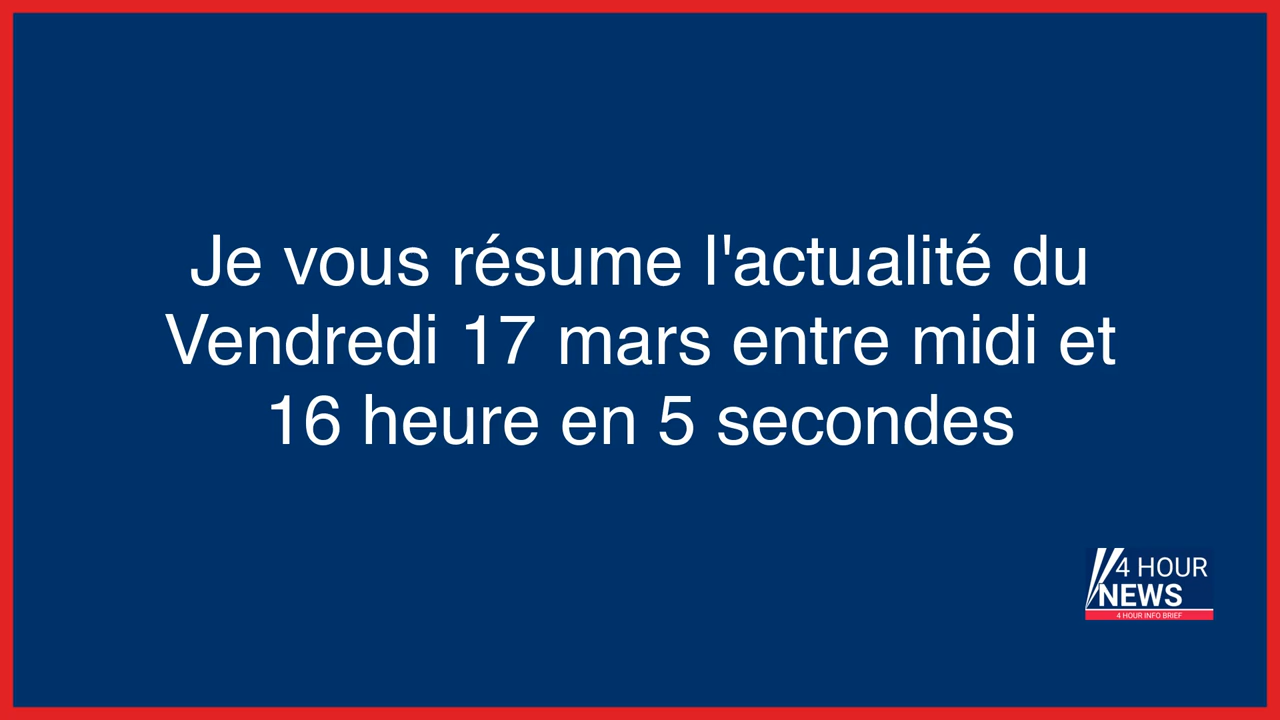 Je vous résume l'actualité du
Vendredi 17 mars entre midi et
16 heure en 5 secondes
4 HOUR
NEWS
4 HOUR INFO BRIEF